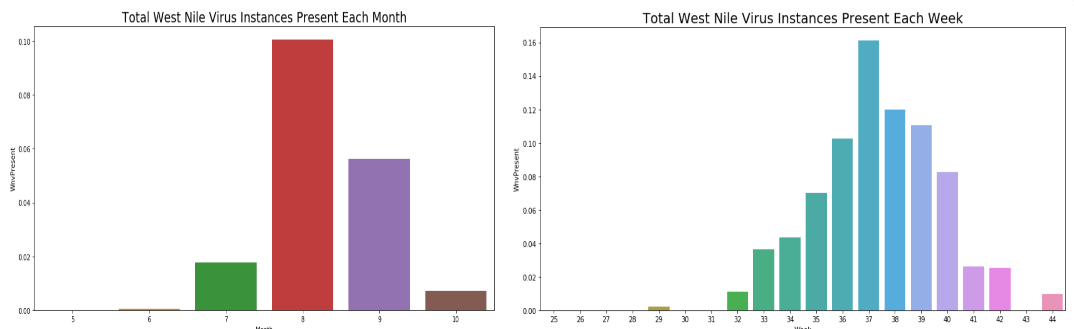 Total West Nile Virus Instances Present Each Month
0.10
0.08
0.06
0.04
0.02
0.00
WnvPresent
5 6 7 8 9 10
Month
Total West Nile Virus Instances Present Each Week
0.16
0.14
0.12
0.10
0.08
0.06
0.04
0.02
0.00
WnvPresent
25 26 27 28 29 30 31 32 33 34 35 36 37 38 39 40 41 42 43 44
Week